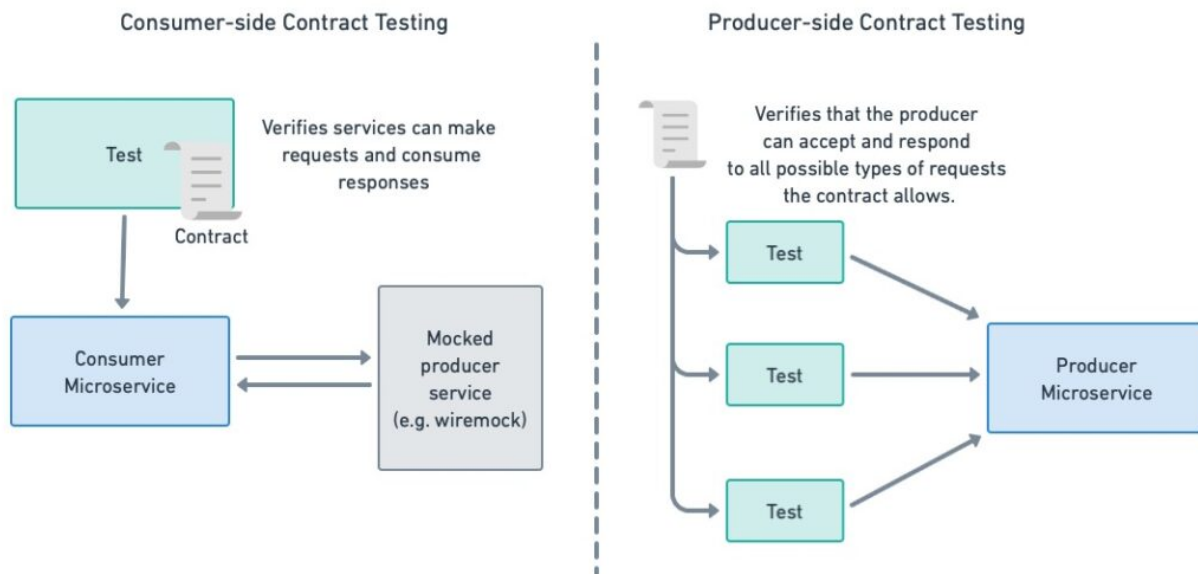 Consumer-side Contract Testing
Test
Contract
Verifies services can make
requests and consume
responses
Consumer
Microservice
Mocked
producer
service
(e.g. wiremock)
Producer-side Contract Testing
Verifies that the producer
can accept and respond
to all possible types of requests
the contract allows.
Test
Test
Test
Producer
Microservice